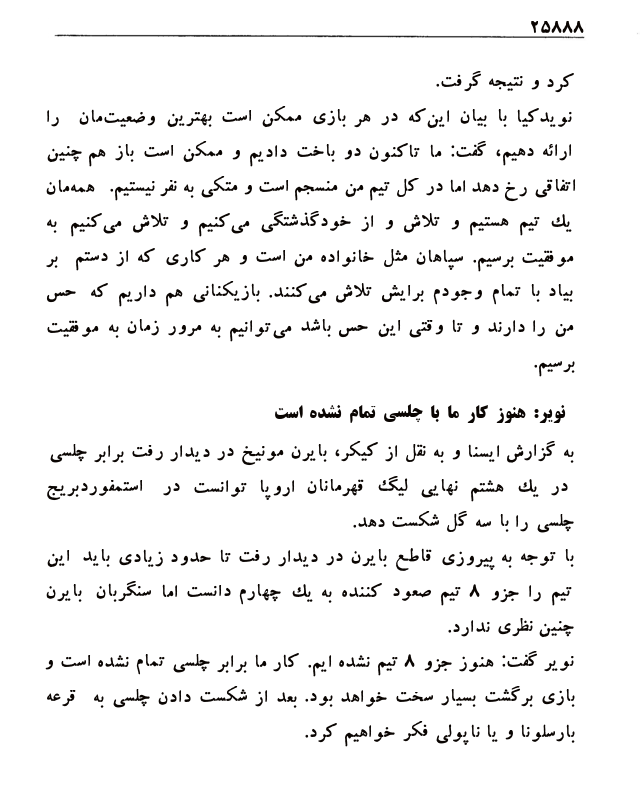 ۲۵۸۸۸
کرد و نتیجه گرفت.
نویدکیا با بیان این‌که در هر بازی ممکن است بهترین وضعیت‌مان را
ارائه دهیم، گفت: ما تاکنون دو باخت دادیم و ممکن است باز هم چنین
اتفاقی رخ دهد اما در کل تیم من منسجم است و متکی به نفر نیستیم. همه‌مان
یك تیم هستیم و تلاش و از خودگذشتگی می‌کنیم و تلاش می‌کنیم به
موفقیت برسیم. سپاهان مثل خانواده من است و هر کاری که از دستم بر
بیاد با تمام وجودم برایش تلاش می‌کنند. بازیکنانی هم داریم که حس
من را دارند و تا وقتی این حس باشد می‌توانیم به مرور زمان به موفقیت
برسیم.
نویر: هنوز کار ما با چلسی تمام نشده است
به گزارش ایسنا و به نقل از کیکر، بایرن مونیخ در دیدار رفت برابر چلسی
در یك هشتم نهایی لیگ قهرمانان اروپا توانست در استمفوردبریج
چلسی را با سه گل شکست دهد.
با توجه به پیروزی قاطع بایرن در دیدار رفت تا حدود زیادی باید این
تیم را جزو ۸ تیم صعود کننده به یك چهارم دانست اما سنگربان بایرن
چنین نظری ندارد.
نویر گفت: هنوز جزو ۸ تیم نشده ایم. کار ما برابر چلسی تمام نشده است و
بازی برگشت بسیار سخت خواهد بود. بعد از شکست دادن چلسی به قرعه
بارسلونا و یا ناپولی فکر خواهیم کرد.